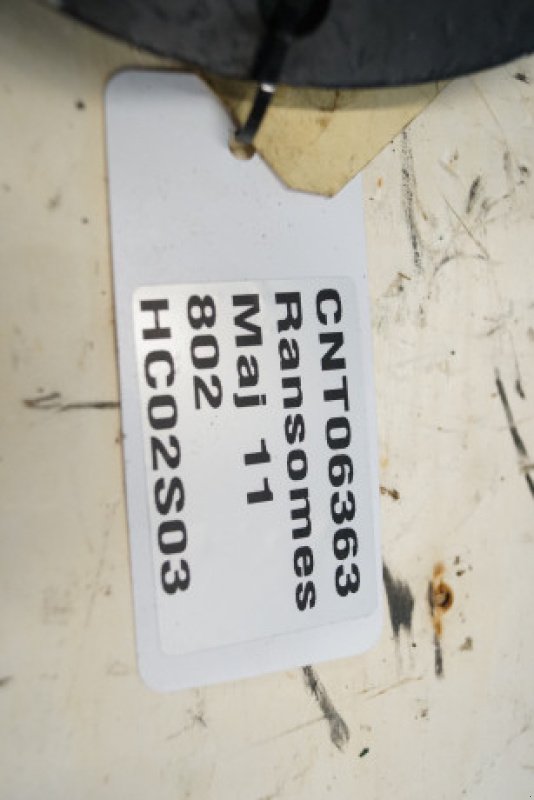 CNT06363
Ransomes
Maj 11
802
HC02S03